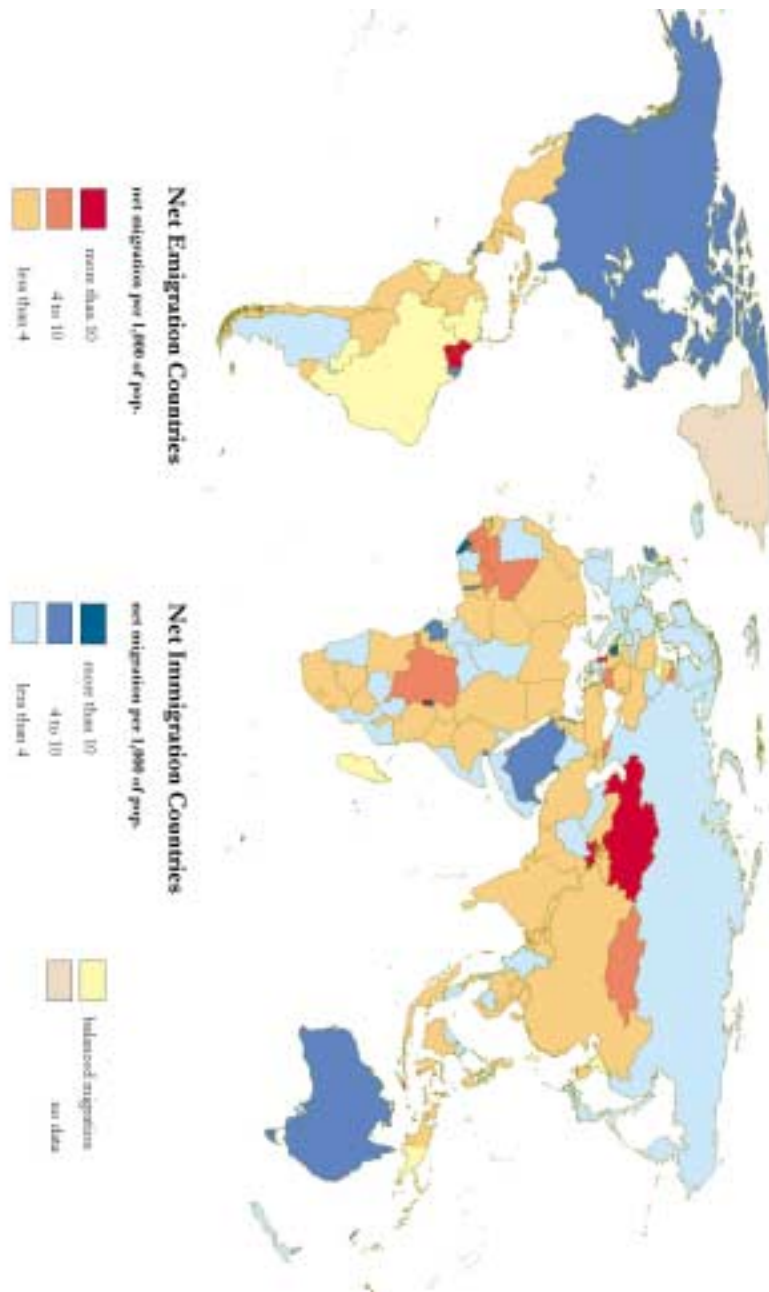 Net Emigration Countries
net migration per 1,000 of pop.
more than 10
4 to 10
less than 4
Net Immigration Countries
net migration per 1,000 of pop.
more than 10
4 to 10
less than 4
balanced migration
no data